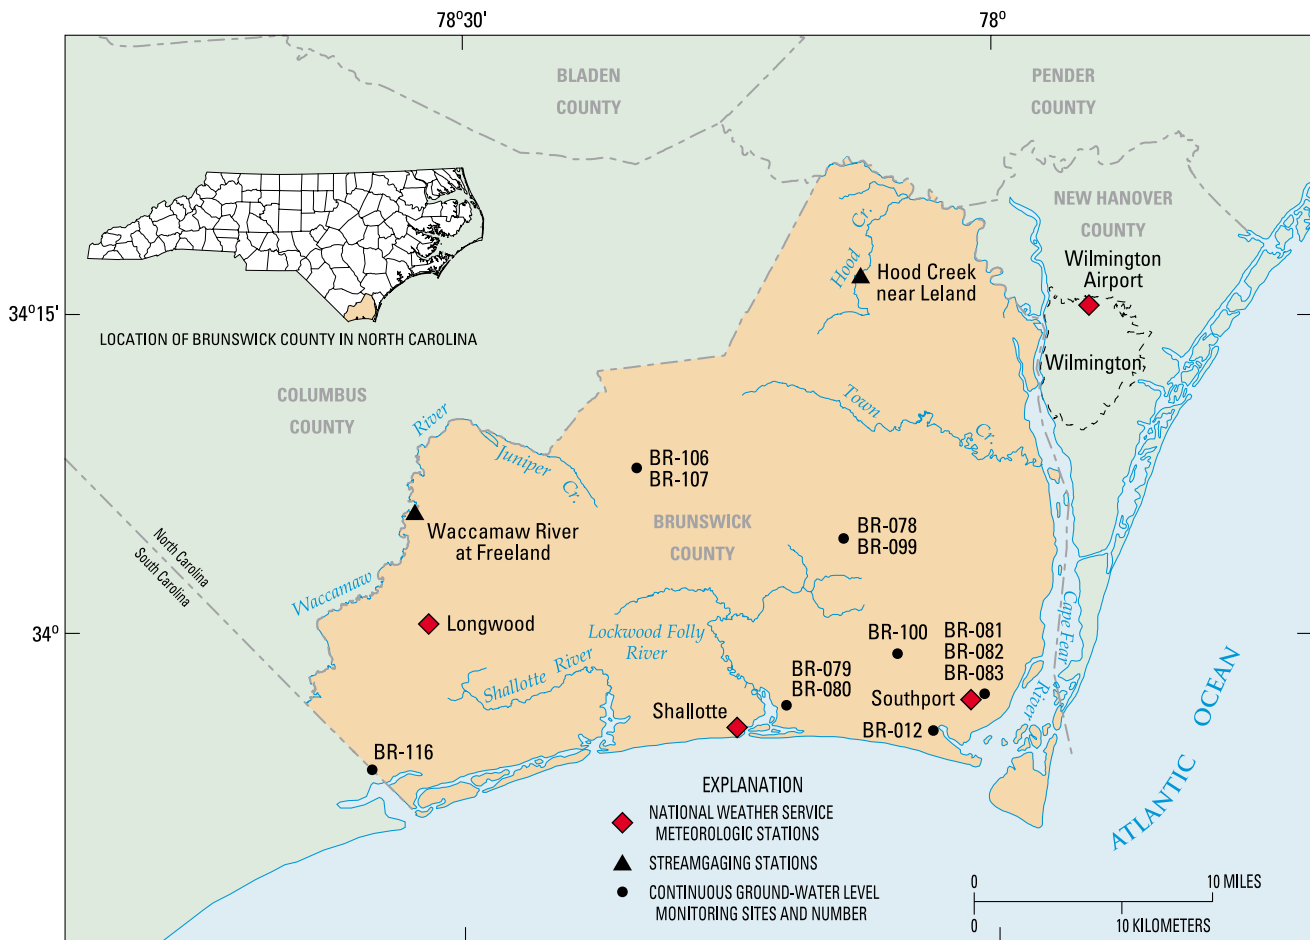 78°30'
78°
BLADEN
COUNTY
PENDER
COUNTY
NEW HANOVER
COUNTY
Wilmington
Airport
Hood Cr.
Hood Creek
near Leland
34°15'
LOCATION OF BRUNSWICK COUNTY IN NORTH CAROLINA
Wilmington
COLUMBUS
COUNTY
River
Town
Cr.
Juniper Cr.
BR-106
BR-107
BRUNSWICK
COUNTY
BR-078
BR-099
Waccamaw River
at Freeland
North Carolina
South Carolina
Waccamaw
34°
Longwood
Lockwood Folly
River
Shallotte River
BR-100
BR-081
BR-082
BR-083
Cape Fear
River
BR-079
BR-080
Southport
Shallotte
BR-012
BR-116
ATLANTIC OCEAN
EXPLANATION
NATIONAL WEATHER SERVICE
METEOROLOGIC STATIONS
STREAMGAGING STATIONS
CONTINUOUS GROUND-WATER LEVEL
MONITORING SITES AND NUMBER
0 10 MILES
0 10 KILOMETERS